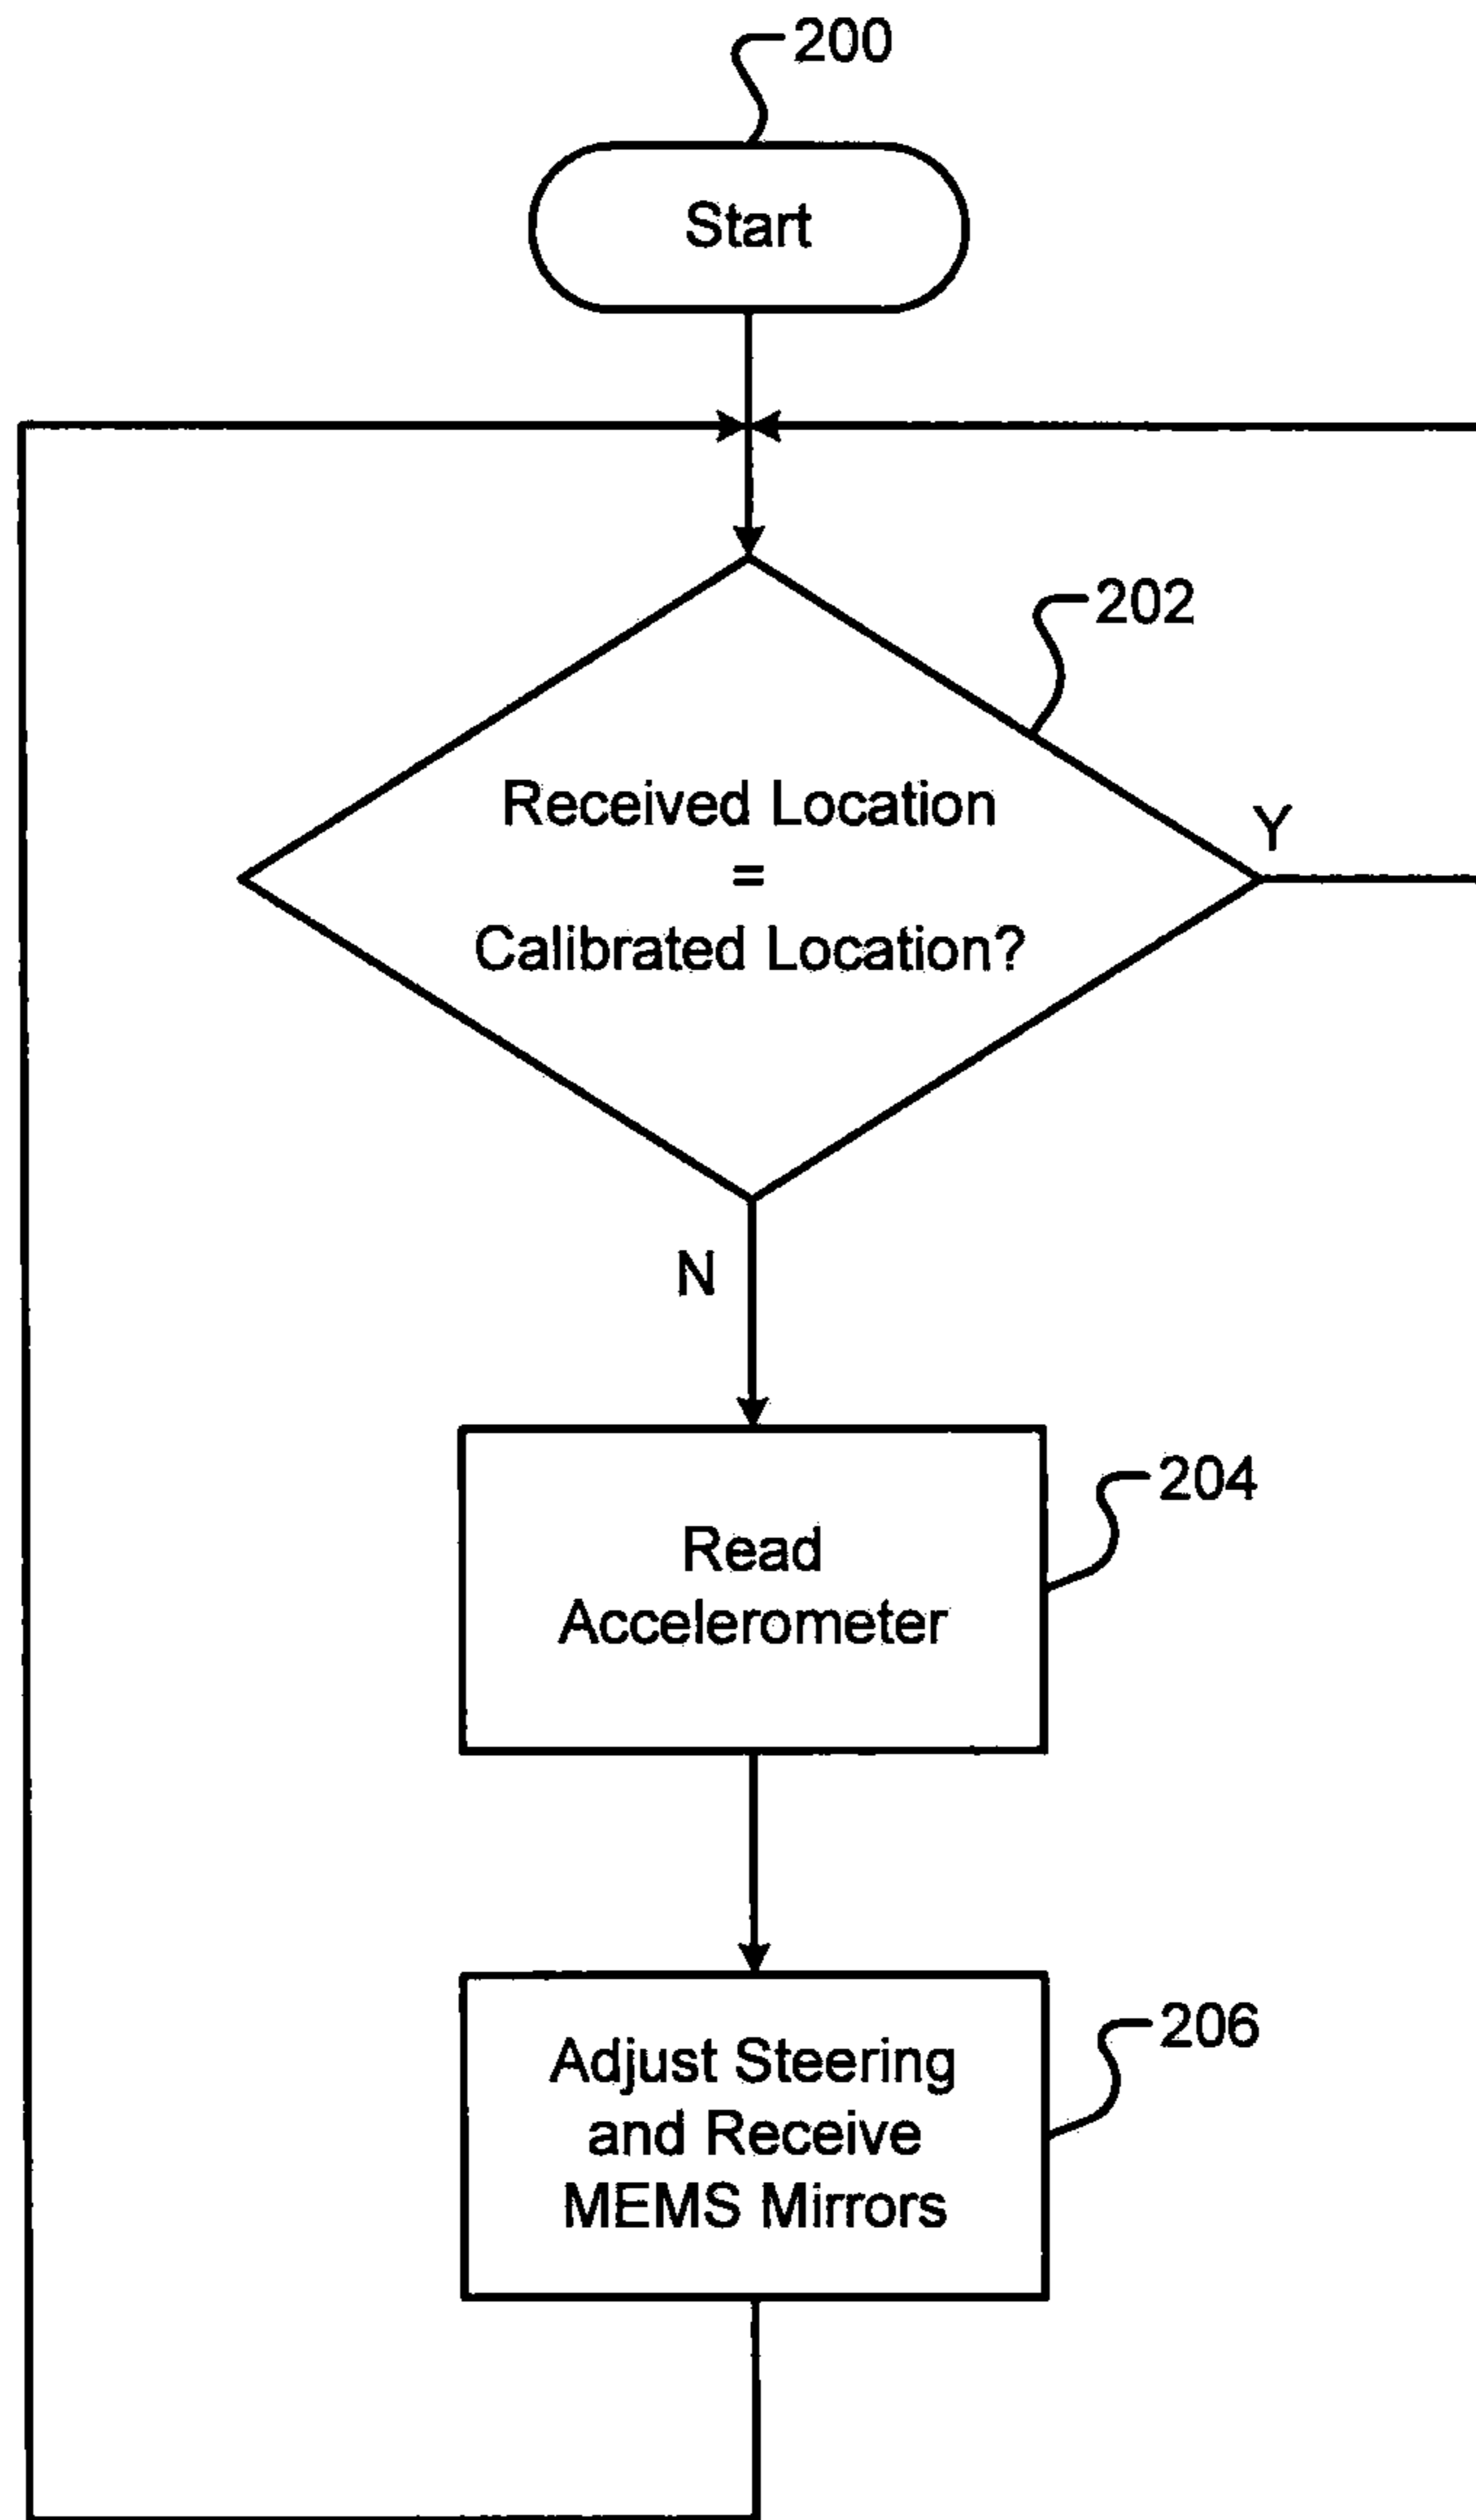 200
Start
202
Received Location
=
Calibrated Location?
Y
N
204
Read
Accelerometer
206
Adjust Steering
and Receive
MEMS Mirrors